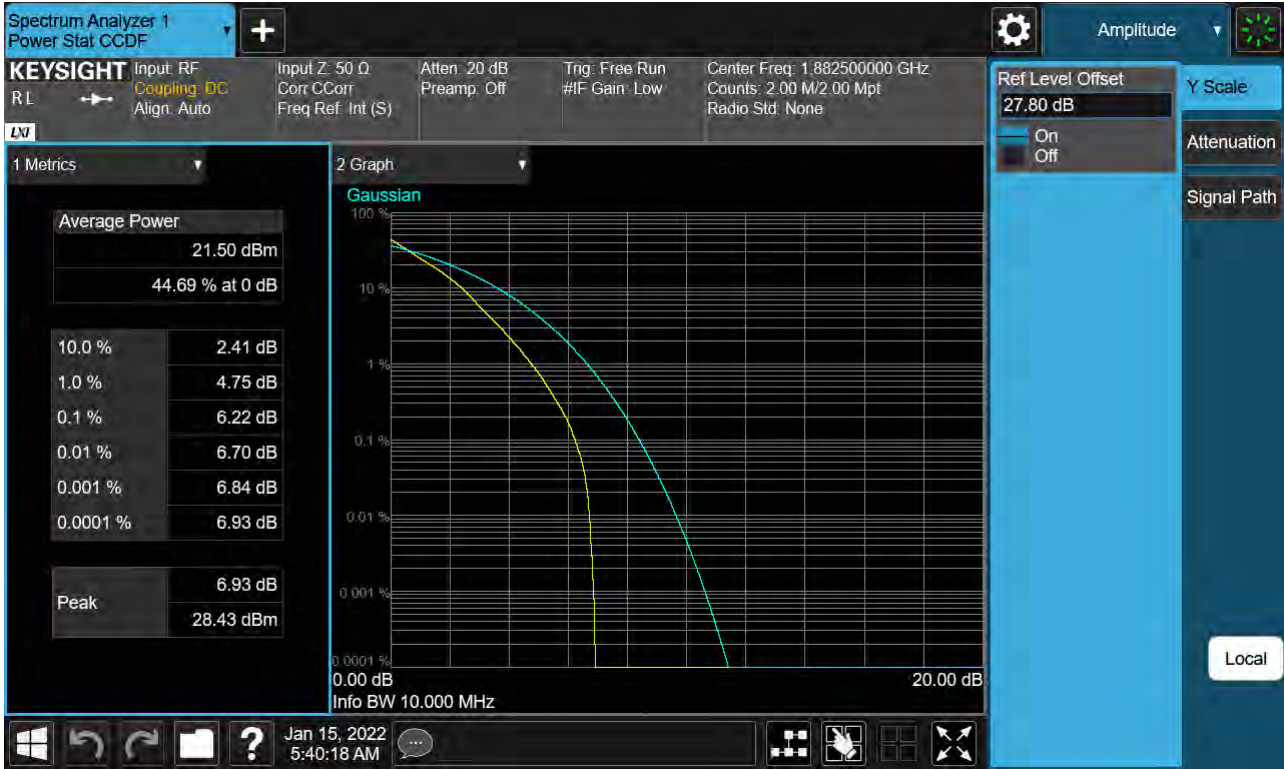 Spectrum Analyzer 1
Power Stat CCDF
Amplitude
KEYSIGHT
RL
LXI
Input: RF
Coupling: DC
Align: Auto
Input Z: 50 Ω
Corr CCorr
Freq Ref: Int (S)
Atten: 20 dB
Preamp: Off
Trig: Free Run
#IF Gain: Low
Center Freq: 1.882500000 GHz
Counts: 2.00 M/2.00 Mpt
Radio Std: None
Ref Level Offset
27.80 dB
On
Off
Y Scale
Attenuation
Signal Path
Local
1 Metrics
Average Power
21.50 dBm
44.69 % at 0 dB
10.0 % 2.41 dB
1.0 % 4.75 dB
0.1 % 6.22 dB
0.01 % 6.70 dB
0.001 % 6.84 dB
0.0001 % 6.93 dB
Peak
6.93 dB
28.43 dBm
2 Graph
Gaussian
100 %
10 %
1 %
0.1 %
0.01 %
0.001 %
0.0001 %
0.00 dB 20.00 dB
Info BW 10.000 MHz
?
Jan 15, 2022
5:40:18 AM